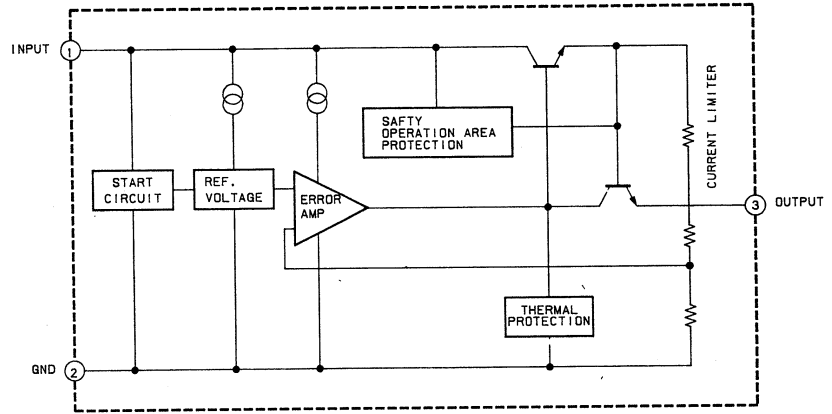 INPUT
1
SAFTY
OPERATION AREA
PROTECTION
CURRENT LIMITER
START
CIRCUIT
REF.
VOLTAGE
ERROR
AMP
3
OUTPUT
THERMAL
PROTECTION
GND
2